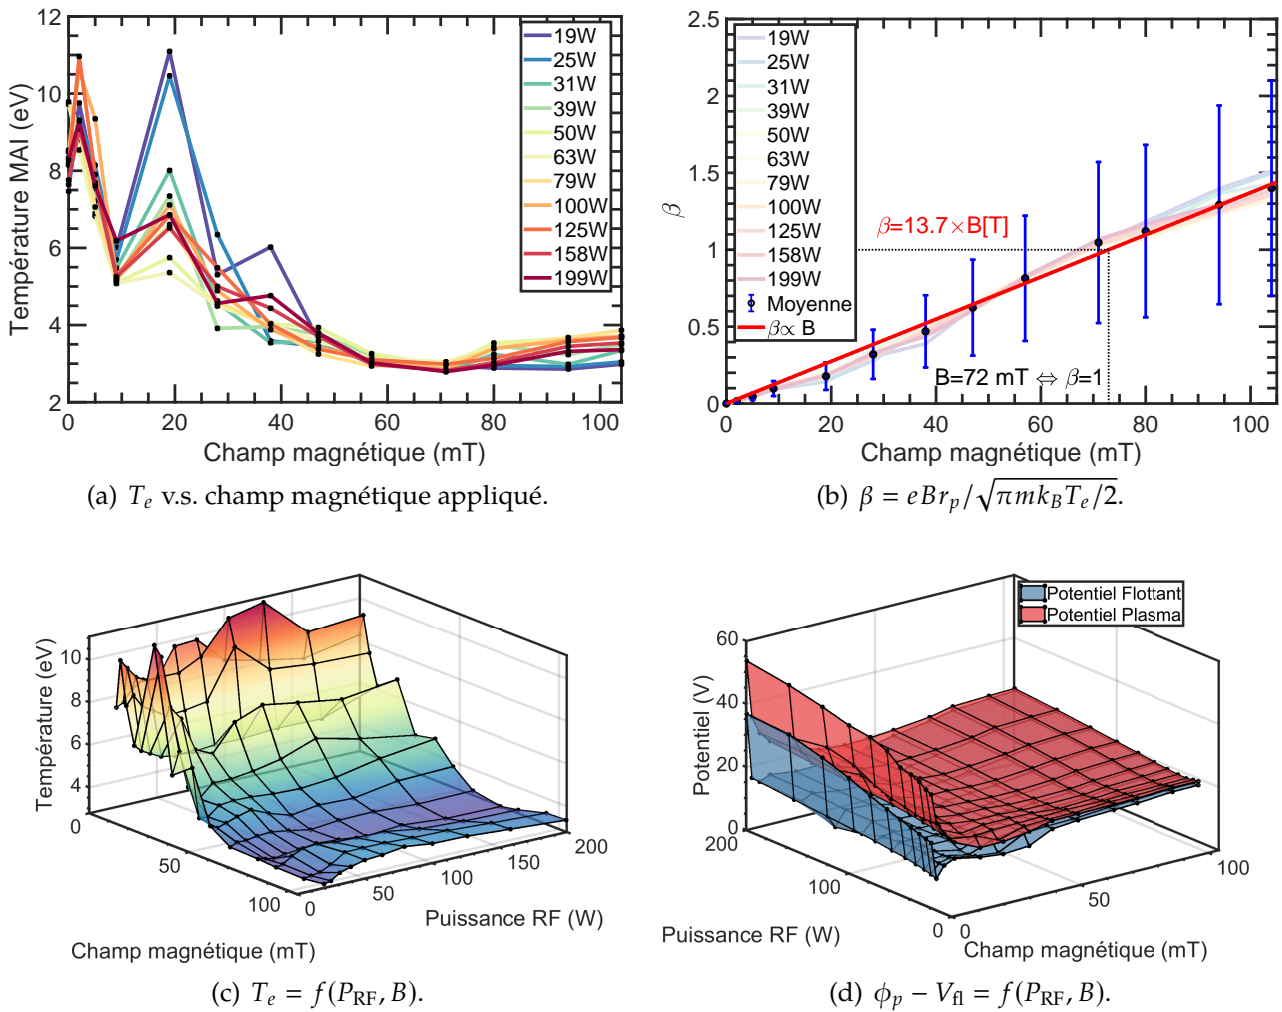 12
10
8
6
4
2
0
20
40
60
80
100
Température MAI (eV)
Champ magnétique (mT)
19W
25W
31W
39W
50W
63W
79W
100W
125W
158W
199W
(a) Tₑ v.s. champ magnétique appliqué.
2.5
2
1.5
1
0.5
0
0
20
40
60
80
100
β
Champ magnétique (mT)
19W
25W
31W
39W
50W
63W
79W
100W
125W
158W
199W
Moyenne
β∝ B
β=13.7×B[T]
B=72 mT ⇔ β=1
(b) β = eBrₚ/√πmk_BTₑ/2.
10
8
6
4
0
50
100
0
50
100
150
200
Température (eV)
Champ magnétique (mT)
Puissance RF (W)
(c) Tₑ = f(P_RF, B).
Potentiel Flottant
Potentiel Plasma
60
40
20
0
200
100
0
0
50
100
Potentiel (V)
Puissance RF (W)
Champ magnétique (mT)
(d) ϕₚ − V_fl = f(P_RF, B).